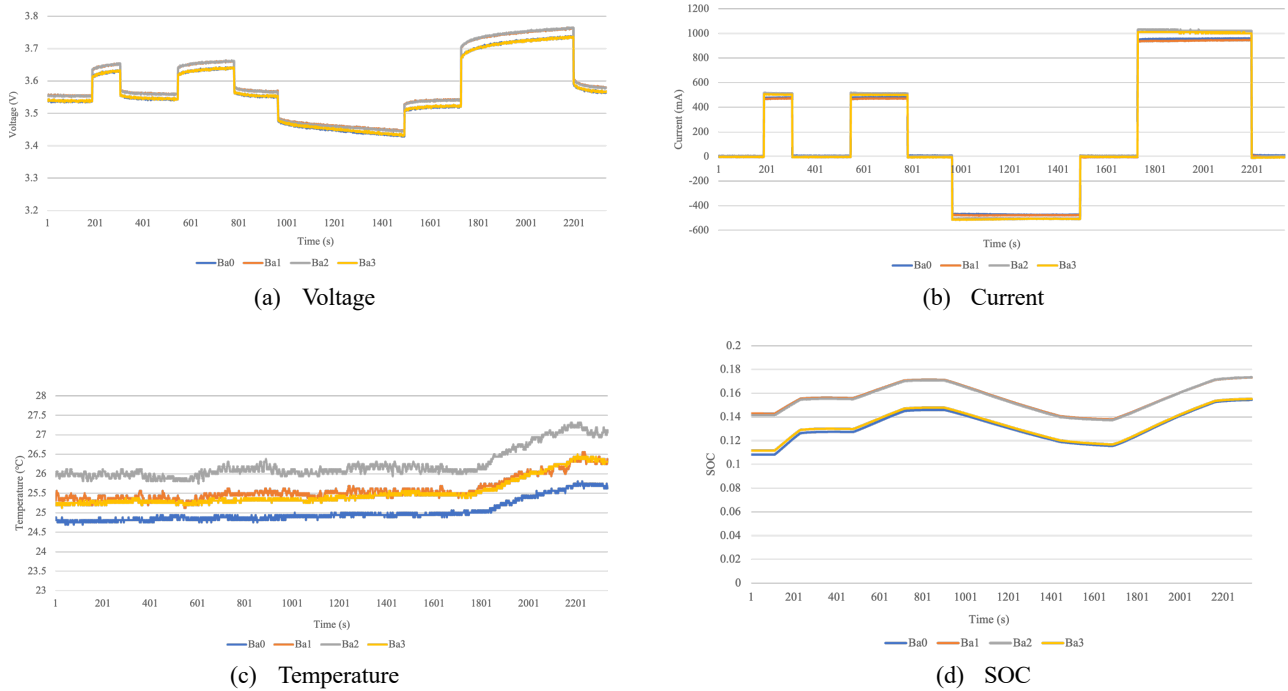 3.8
3.7
3.6
3.5
3.4
3.3
3.2
Voltage (V)
1 201 401 601 801 1001 1201 1401 1601 1801 2001 2201
Time (s)
Ba0 Ba1 Ba2 Ba3
(a) Voltage
1200
1000
800
600
400
200
0
-200
-400
-600
Current (mA)
1 201 401 601 801 1001 1201 1401 1601 1801 2001 2201
Time (s)
Ba0 Ba1 Ba2 Ba3
(b) Current
28
27.5
27
26.5
26
25.5
25
24.5
24
23.5
23
Temperature (°C)
1 201 401 601 801 1001 1201 1401 1601 1801 2001 2201
Time (s)
Ba0 Ba1 Ba2 Ba3
(c) Temperature
0.2
0.18
0.16
0.14
0.12
0.1
0.08
0.06
0.04
0.02
0
SOC
1 201 401 601 801 1001 1201 1401 1601 1801 2001 2201
Time (s)
Ba0 Ba1 Ba2 Ba3
(d) SOC